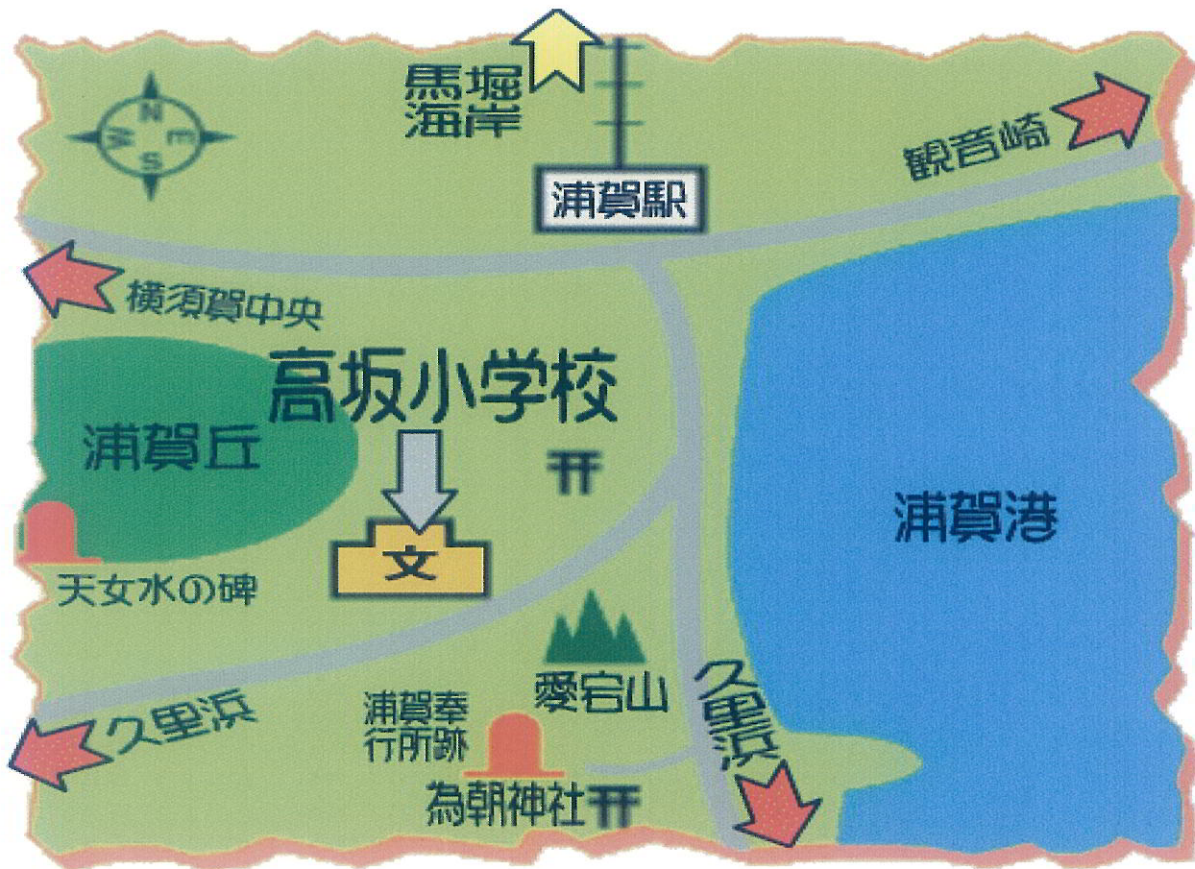 馬堀
海岸
N
W
E
S
浦賀駅
観音崎
横須賀中央
高坂小学校
浦賀丘
文
浦賀港
天女水の碑
愛宕山
久里浜
久里浜
浦賀奉
行所跡
為朝神社